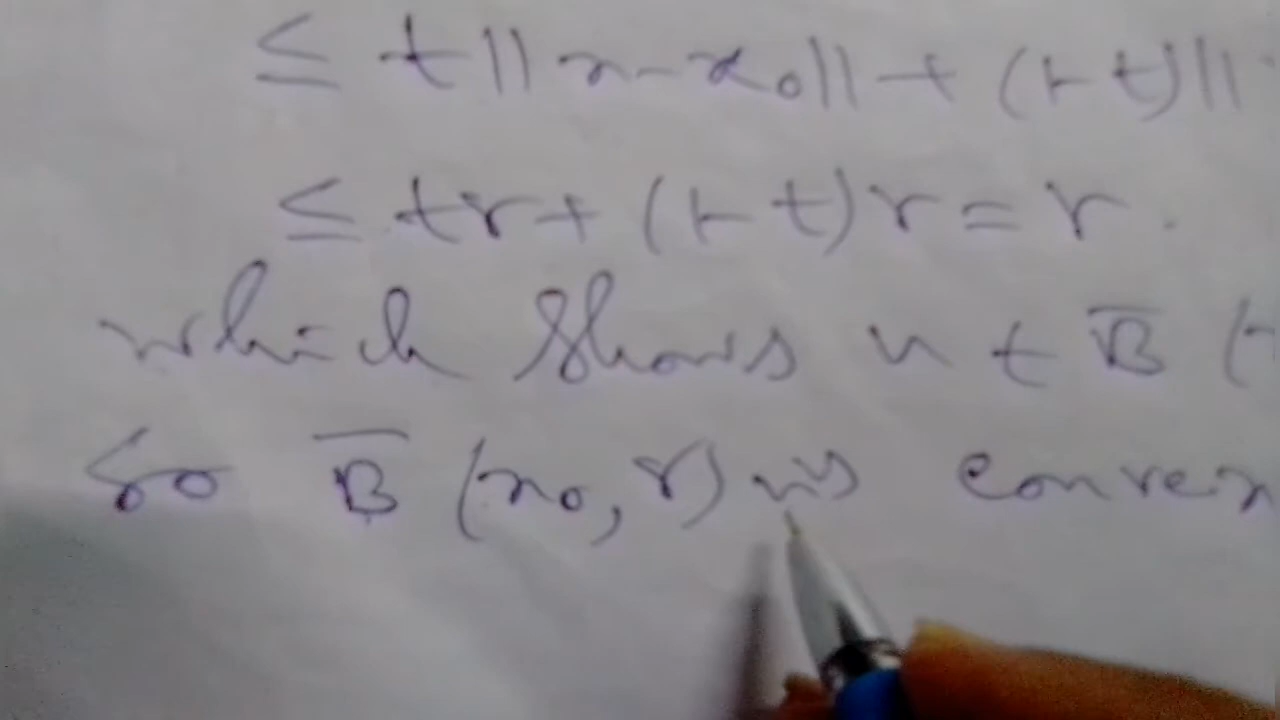 ≤ t||x-x₀|| + (1-t)||
≤ tr + (1-t)r = r.
which shows u ∈ B̅ (
So B̅ (x₀, r) is convex